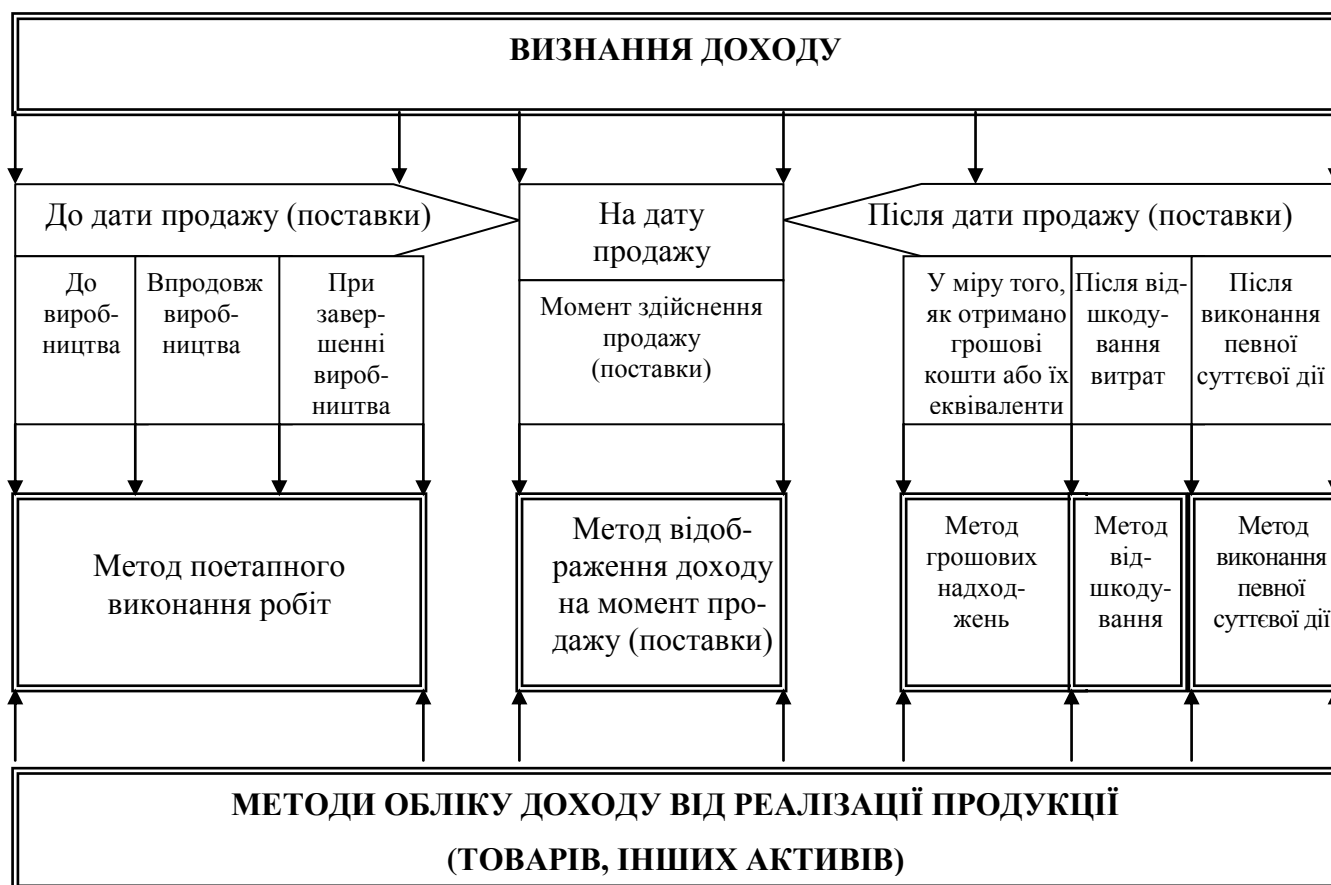 ВИЗНАННЯ ДОХОДУ
До дати продажу (поставки)
На дату
продажу
Після дати продажу (поставки)
До
вироб-
ництва
Впродовж
вироб-
ництва
При
завер-
шенні
вироб-
ництва
Момент здійснення
продажу
(поставки)
У міру того,
як отримано
грошові
кошти або їх
еквіваленти
Після від-
шкоду-
вання
витрат
Після
виконання
певної
суттєвої дії
Метод поетапного
виконання робіт
Метод відоб-
раження доходу
на момент про-
дажу (поставки)
Метод
грошових
надход-
жень
Метод
від-
шкоду-
вання
Метод
виконання
певної
суттєвої дії
МЕТОДИ ОБЛІКУ ДОХОДУ ВІД РЕАЛІЗАЦІЇ ПРОДУКЦІЇ
(ТОВАРІВ, ІНШИХ АКТИВІВ)